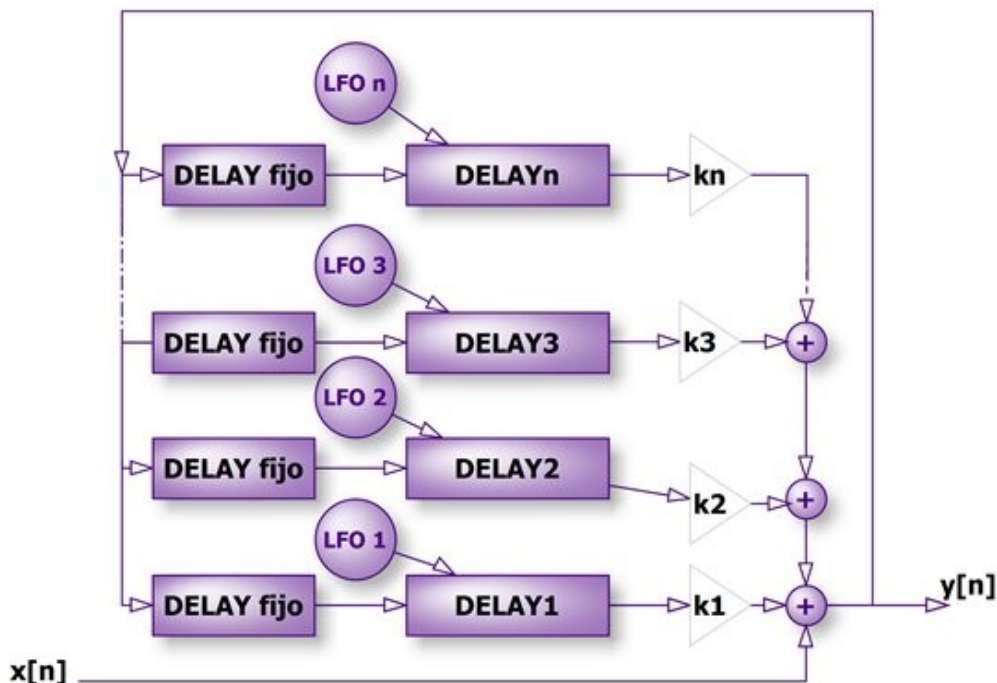 LFO n
DELAY fijo
DELAYn
kn
LFO 3
DELAY fijo
DELAY3
k3
+
LFO 2
DELAY fijo
DELAY2
k2
+
LFO 1
DELAY fijo
DELAY1
k1
+
y[n]
x[n]